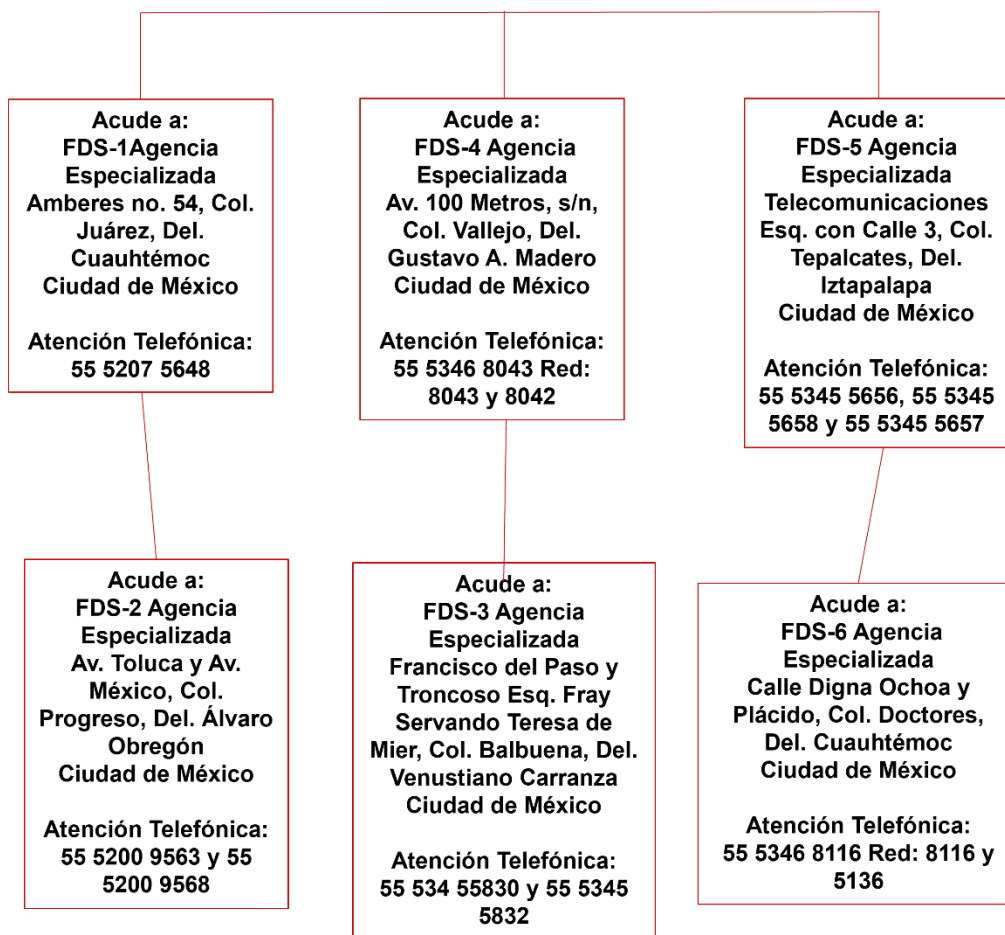 Acude a:
FDS-1Agencia
Especializada
Amberes no. 54, Col.
Juárez, Del.
Cuauhtémoc
Ciudad de México
Atención Telefónica:
55 5207 5648
Acude a:
FDS-4 Agencia
Especializada
Av. 100 Metros, s/n,
Col. Vallejo, Del.
Gustavo A. Madero
Ciudad de México
Atención Telefónica:
55 5346 8043 Red:
8043 y 8042
Acude a:
FDS-5 Agencia
Especializada
Telecomunicaciones
Esq. con Calle 3, Col.
Tepalcates, Del.
Iztapalapa
Ciudad de México
Atención Telefónica:
55 5345 5656, 55 5345
5658 y 55 5345 5657
Acude a:
FDS-2 Agencia
Especializada
Av. Toluca y Av.
México, Col.
Progreso, Del. Álvaro
Obregón
Ciudad de México
Atención Telefónica:
55 5200 9563 y 55
5200 9568
Acude a:
FDS-3 Agencia
Especializada
Francisco del Paso y
Troncoso Esq. Fray
Servando Teresa de
Mier, Col. Balbuena, Del.
Venustiano Carranza
Ciudad de México
Atención Telefónica:
55 534 55830 y 55 5345
5832
Acude a:
FDS-6 Agencia
Especializada
Calle Digna Ochoa y
Plácido, Col. Doctores,
Del. Cuauhtémoc
Ciudad de México
Atención Telefónica:
55 5346 8116 Red: 8116 y
5136